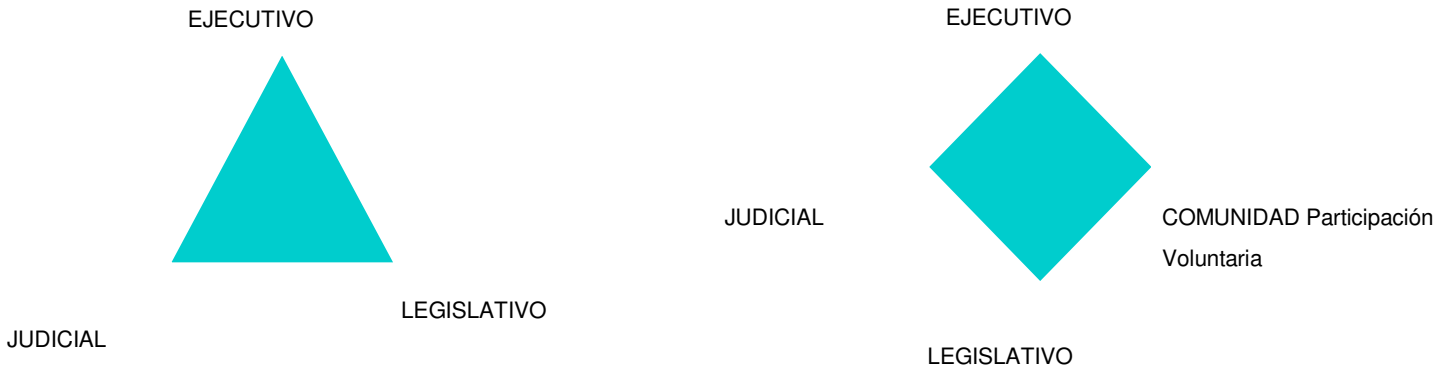 EJECUTIVO
LEGISLATIVO
JUDICIAL
EJECUTIVO
JUDICIAL
COMUNIDAD Participación
Voluntaria
LEGISLATIVO